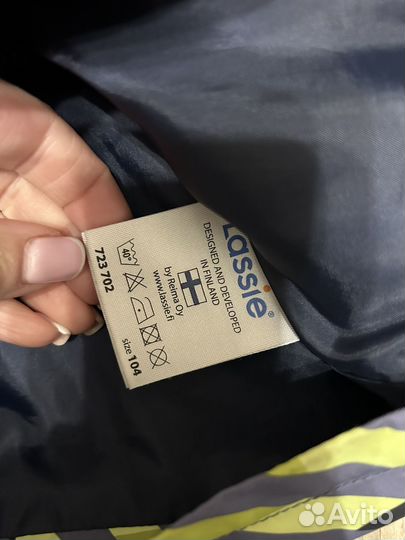 Lassie®
DESIGNED AND DEVELOPED
IN FINLAND
by Reima Oy
www.lassie.fi
40°
723 702
size 104
Avito